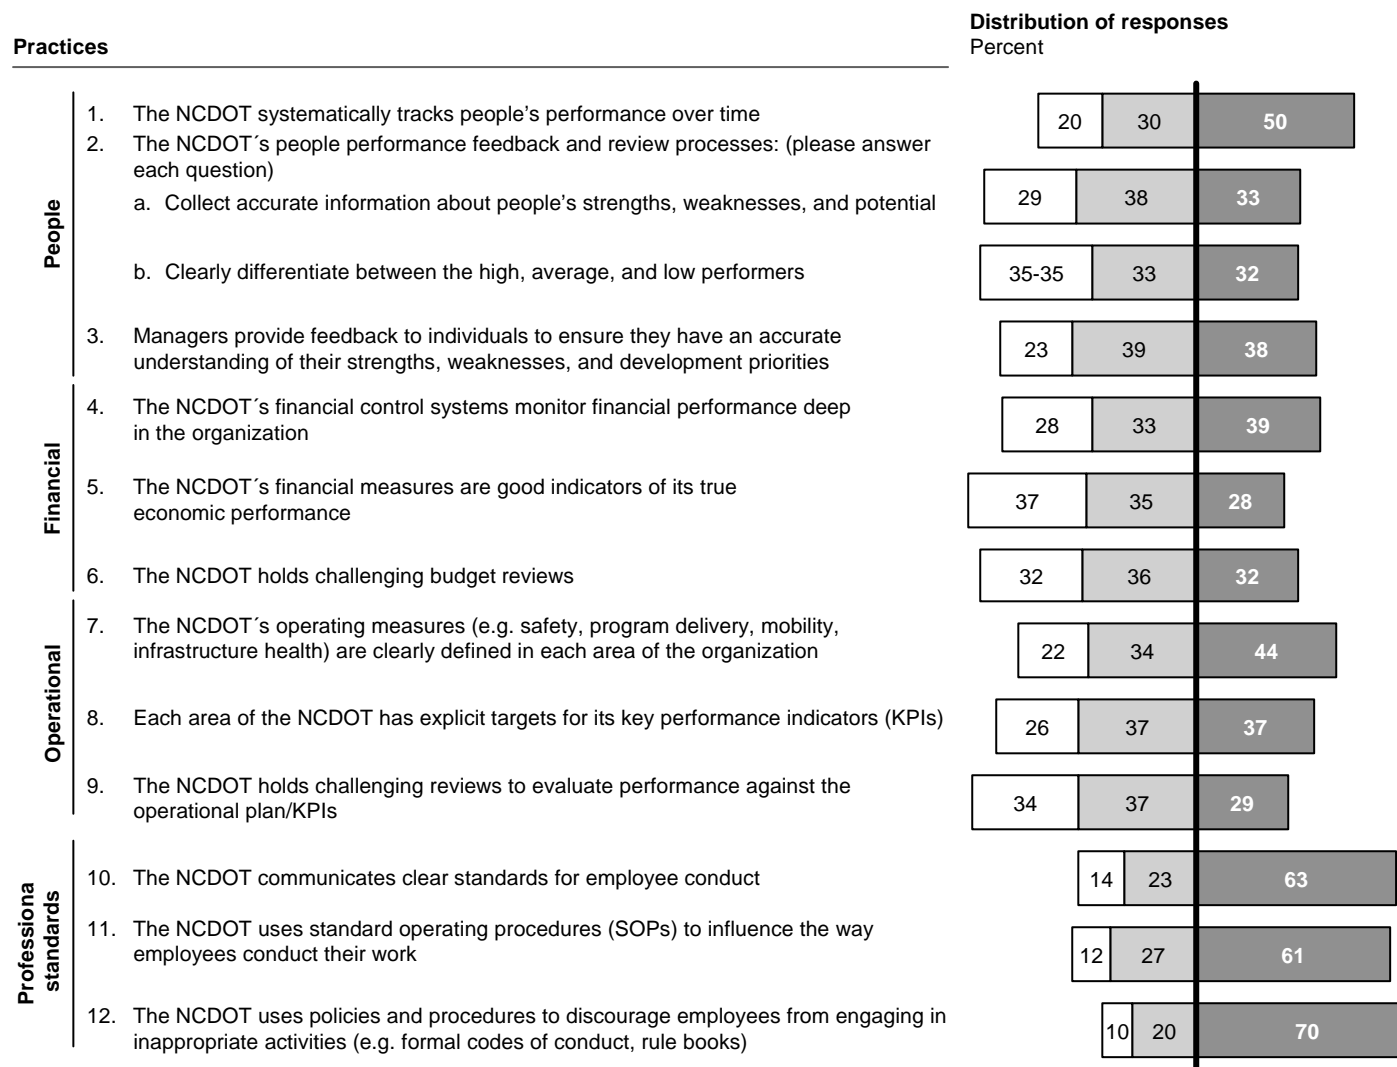 Distribution of responses
Practices
Percent
People
1. The NCDOT systematically tracks people's performance over time
20 30 50
2. The NCDOT´s people performance feedback and review processes: (please answer
each question)
a. Collect accurate information about people's strengths, weaknesses, and potential
29 38 33
b. Clearly differentiate between the high, average, and low performers
35-35 33 32
3. Managers provide feedback to individuals to ensure they have an accurate
understanding of their strengths, weaknesses, and development priorities
23 39 38
Financial
4. The NCDOT´s financial control systems monitor financial performance deep
in the organization
28 33 39
5. The NCDOT´s financial measures are good indicators of its true
economic performance
37 35 28
6. The NCDOT holds challenging budget reviews
32 36 32
Operational
7. The NCDOT´s operating measures (e.g. safety, program delivery, mobility,
infrastructure health) are clearly defined in each area of the organization
22 34 44
8. Each area of the NCDOT has explicit targets for its key performance indicators (KPIs)
26 37 37
9. The NCDOT holds challenging reviews to evaluate performance against the
operational plan/KPIs
34 37 29
Professiona
standards
10. The NCDOT communicates clear standards for employee conduct
14 23 63
11. The NCDOT uses standard operating procedures (SOPs) to influence the way
employees conduct their work
12 27 61
12. The NCDOT uses policies and procedures to discourage employees from engaging in
inappropriate activities (e.g. formal codes of conduct, rule books)
10 20 70